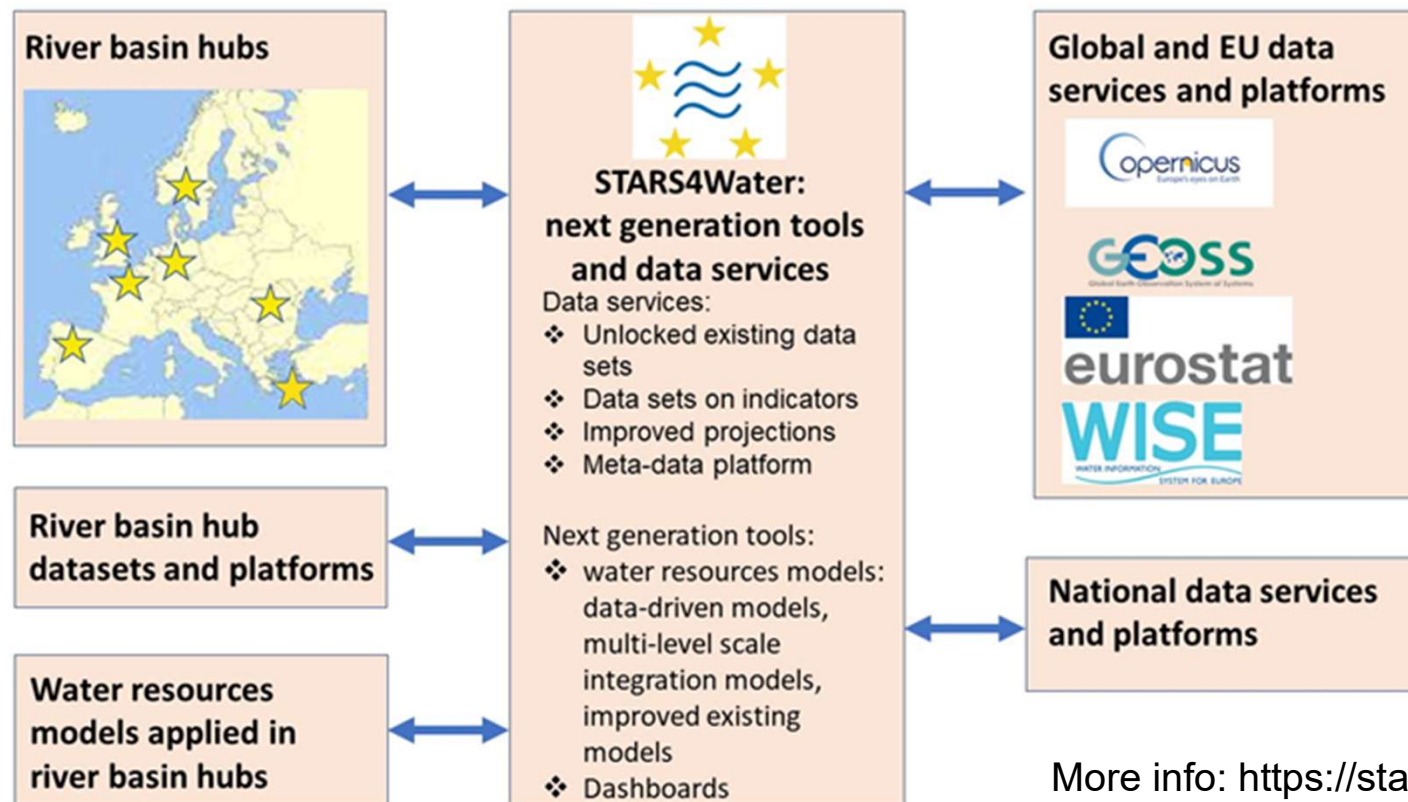 River basin hubs
River basin hub
datasets and platforms
Water resources
models applied in
river basin hubs
STARS4Water:
next generation tools
and data services
Data services:
❖ Unlocked existing data
sets
❖ Data sets on indicators
❖ Improved projections
❖ Meta-data platform
Next generation tools:
❖ water resources models:
data-driven models,
multi-level scale
integration models,
improved existing
models
❖ Dashboards
Global and EU data
services and platforms
Copernicus
Europe's eyes on Earth
GEOSS
Global Earth Observation System of Systems
eurostat
WISE
WATER INFORMATION
SYSTEM FOR EUROPE
National data services
and platforms
More info: https://sta